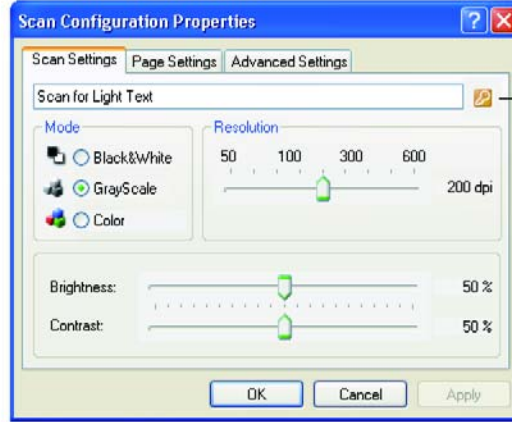 Scan Configuration Properties
Scan Settings Page Settings Advanced Settings
Scan for Light Text
Mode Resolution
Black&White 50 100 300 600
GrayScale 200 dpi
Color
Brightness: 50 %
Contrast: 50 %
OK Cancel Apply